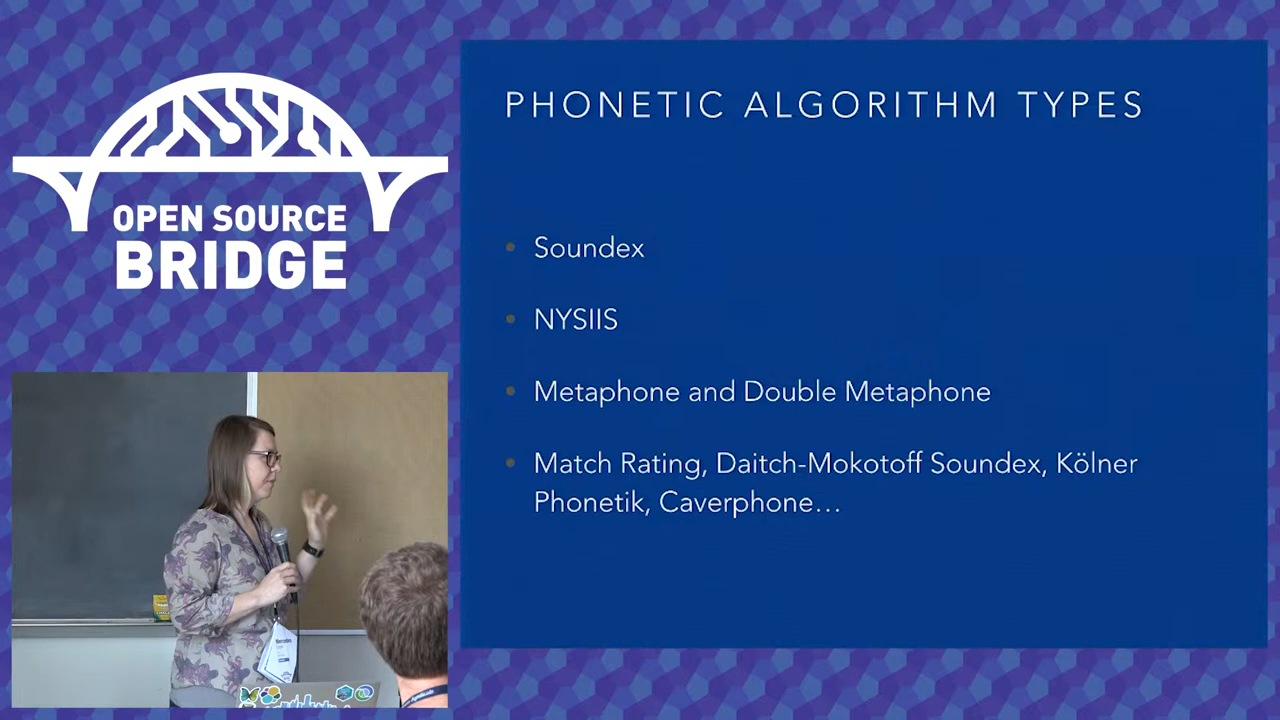 OPEN SOURCE
BRIDGE
PHONETIC ALGORITHM TYPES
• Soundex
• NYSIIS
• Metaphone and Double Metaphone
• Match Rating, Daitch-Mokotoff Soundex, Kölner
Phonetik, Caverphone…